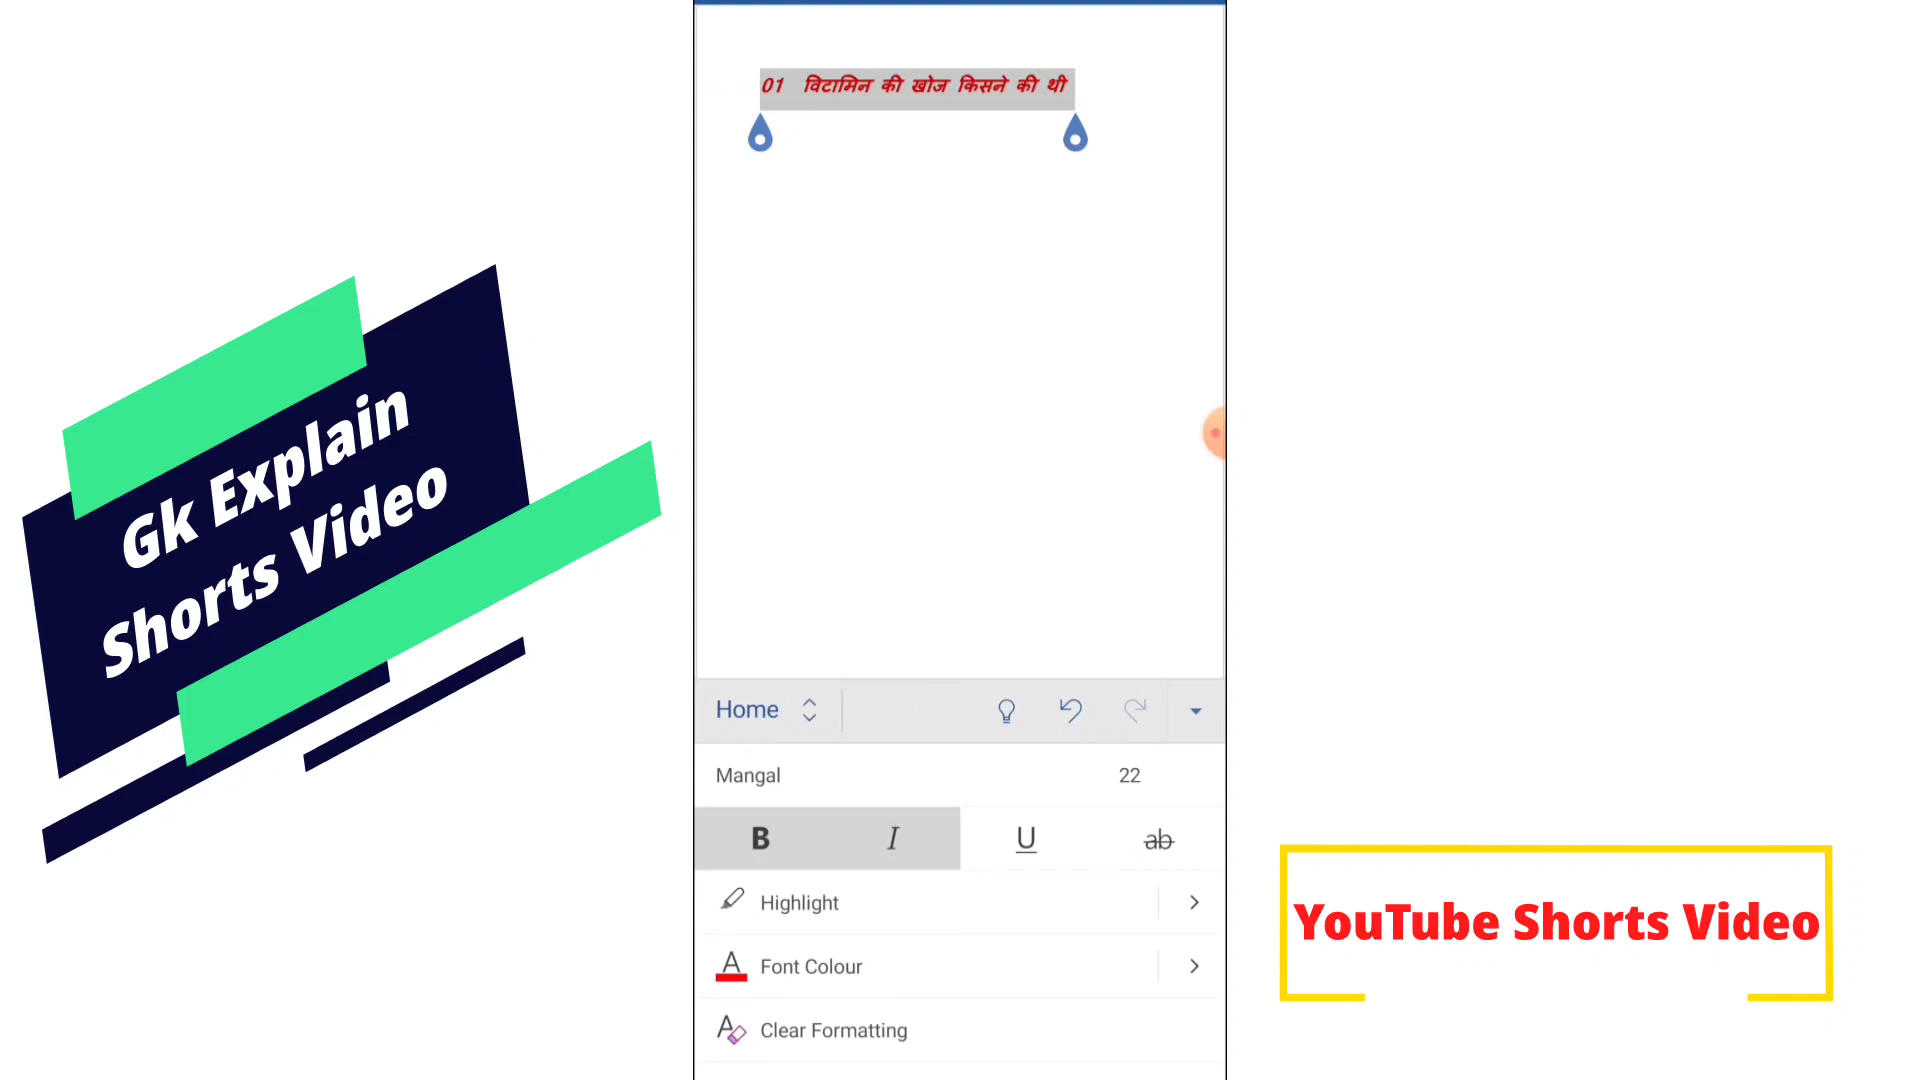 01 विटामिन की खोज किसने की थी
Gk Explain
Shorts Video
Home
Mangal 22
B I U ab
Highlight
A Font Colour
A Clear Formatting
YouTube Shorts Video